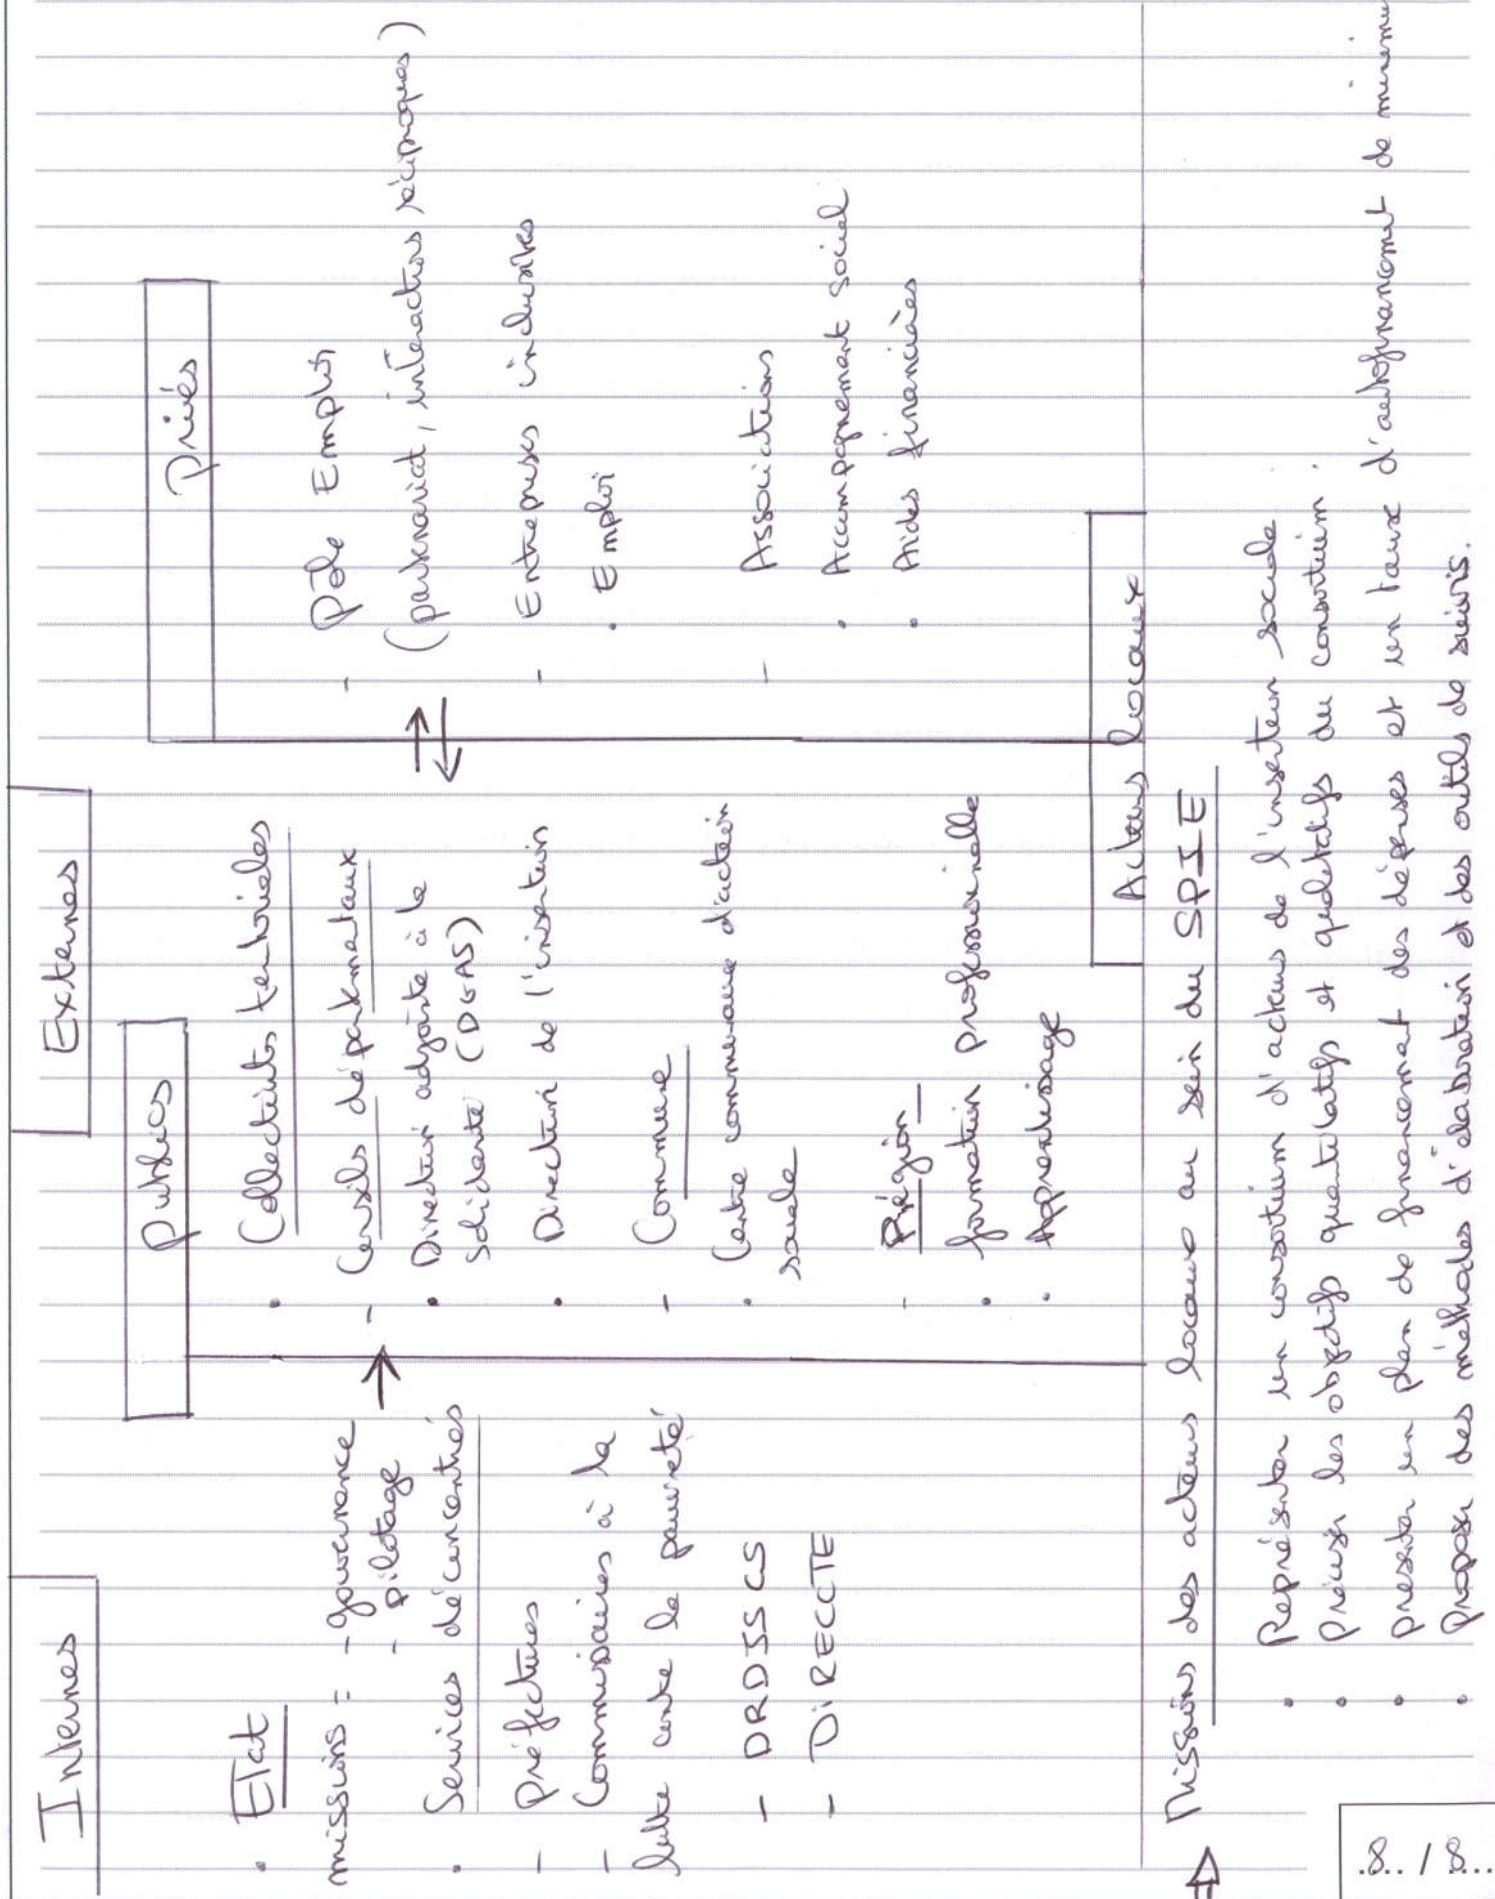 Internes
Externes
Publics
Privés
• Etat
missions = - gouvernance
- pilotage
• Services déconcentrés
- Préfectures
- Commissaires à la
lutte contre la pauvreté
- DRDJSCS
- DIRECCTE
• Collectivités territoriales
- Conseils départementaux
• Direction adjointe à la
solidarité (DGAS)
• Direction de l'insertion
- Commune
• Centre communaux d'action
sociale
- Région
• formation professionnelle
• Apprentissage
- Pôle Emploi
(partenariat, interactions réciproques)
- Entreprises inclusives
• Emploi
- Associations
• Accompagnement social
• Aides financières
Acteurs locaux
⇒ Missions des acteurs locaux au sein du SPIE
• Représenter un consortium d'acteurs de l'insertion sociale
• Préciser les objectifs quantitatifs et qualitatifs du consortium.
• présenter un plan de financement des dépenses et un taux d'autofinancement de
• Proposer des méthodes d'élaboration et des outils de suivis.
.8.. / 8...